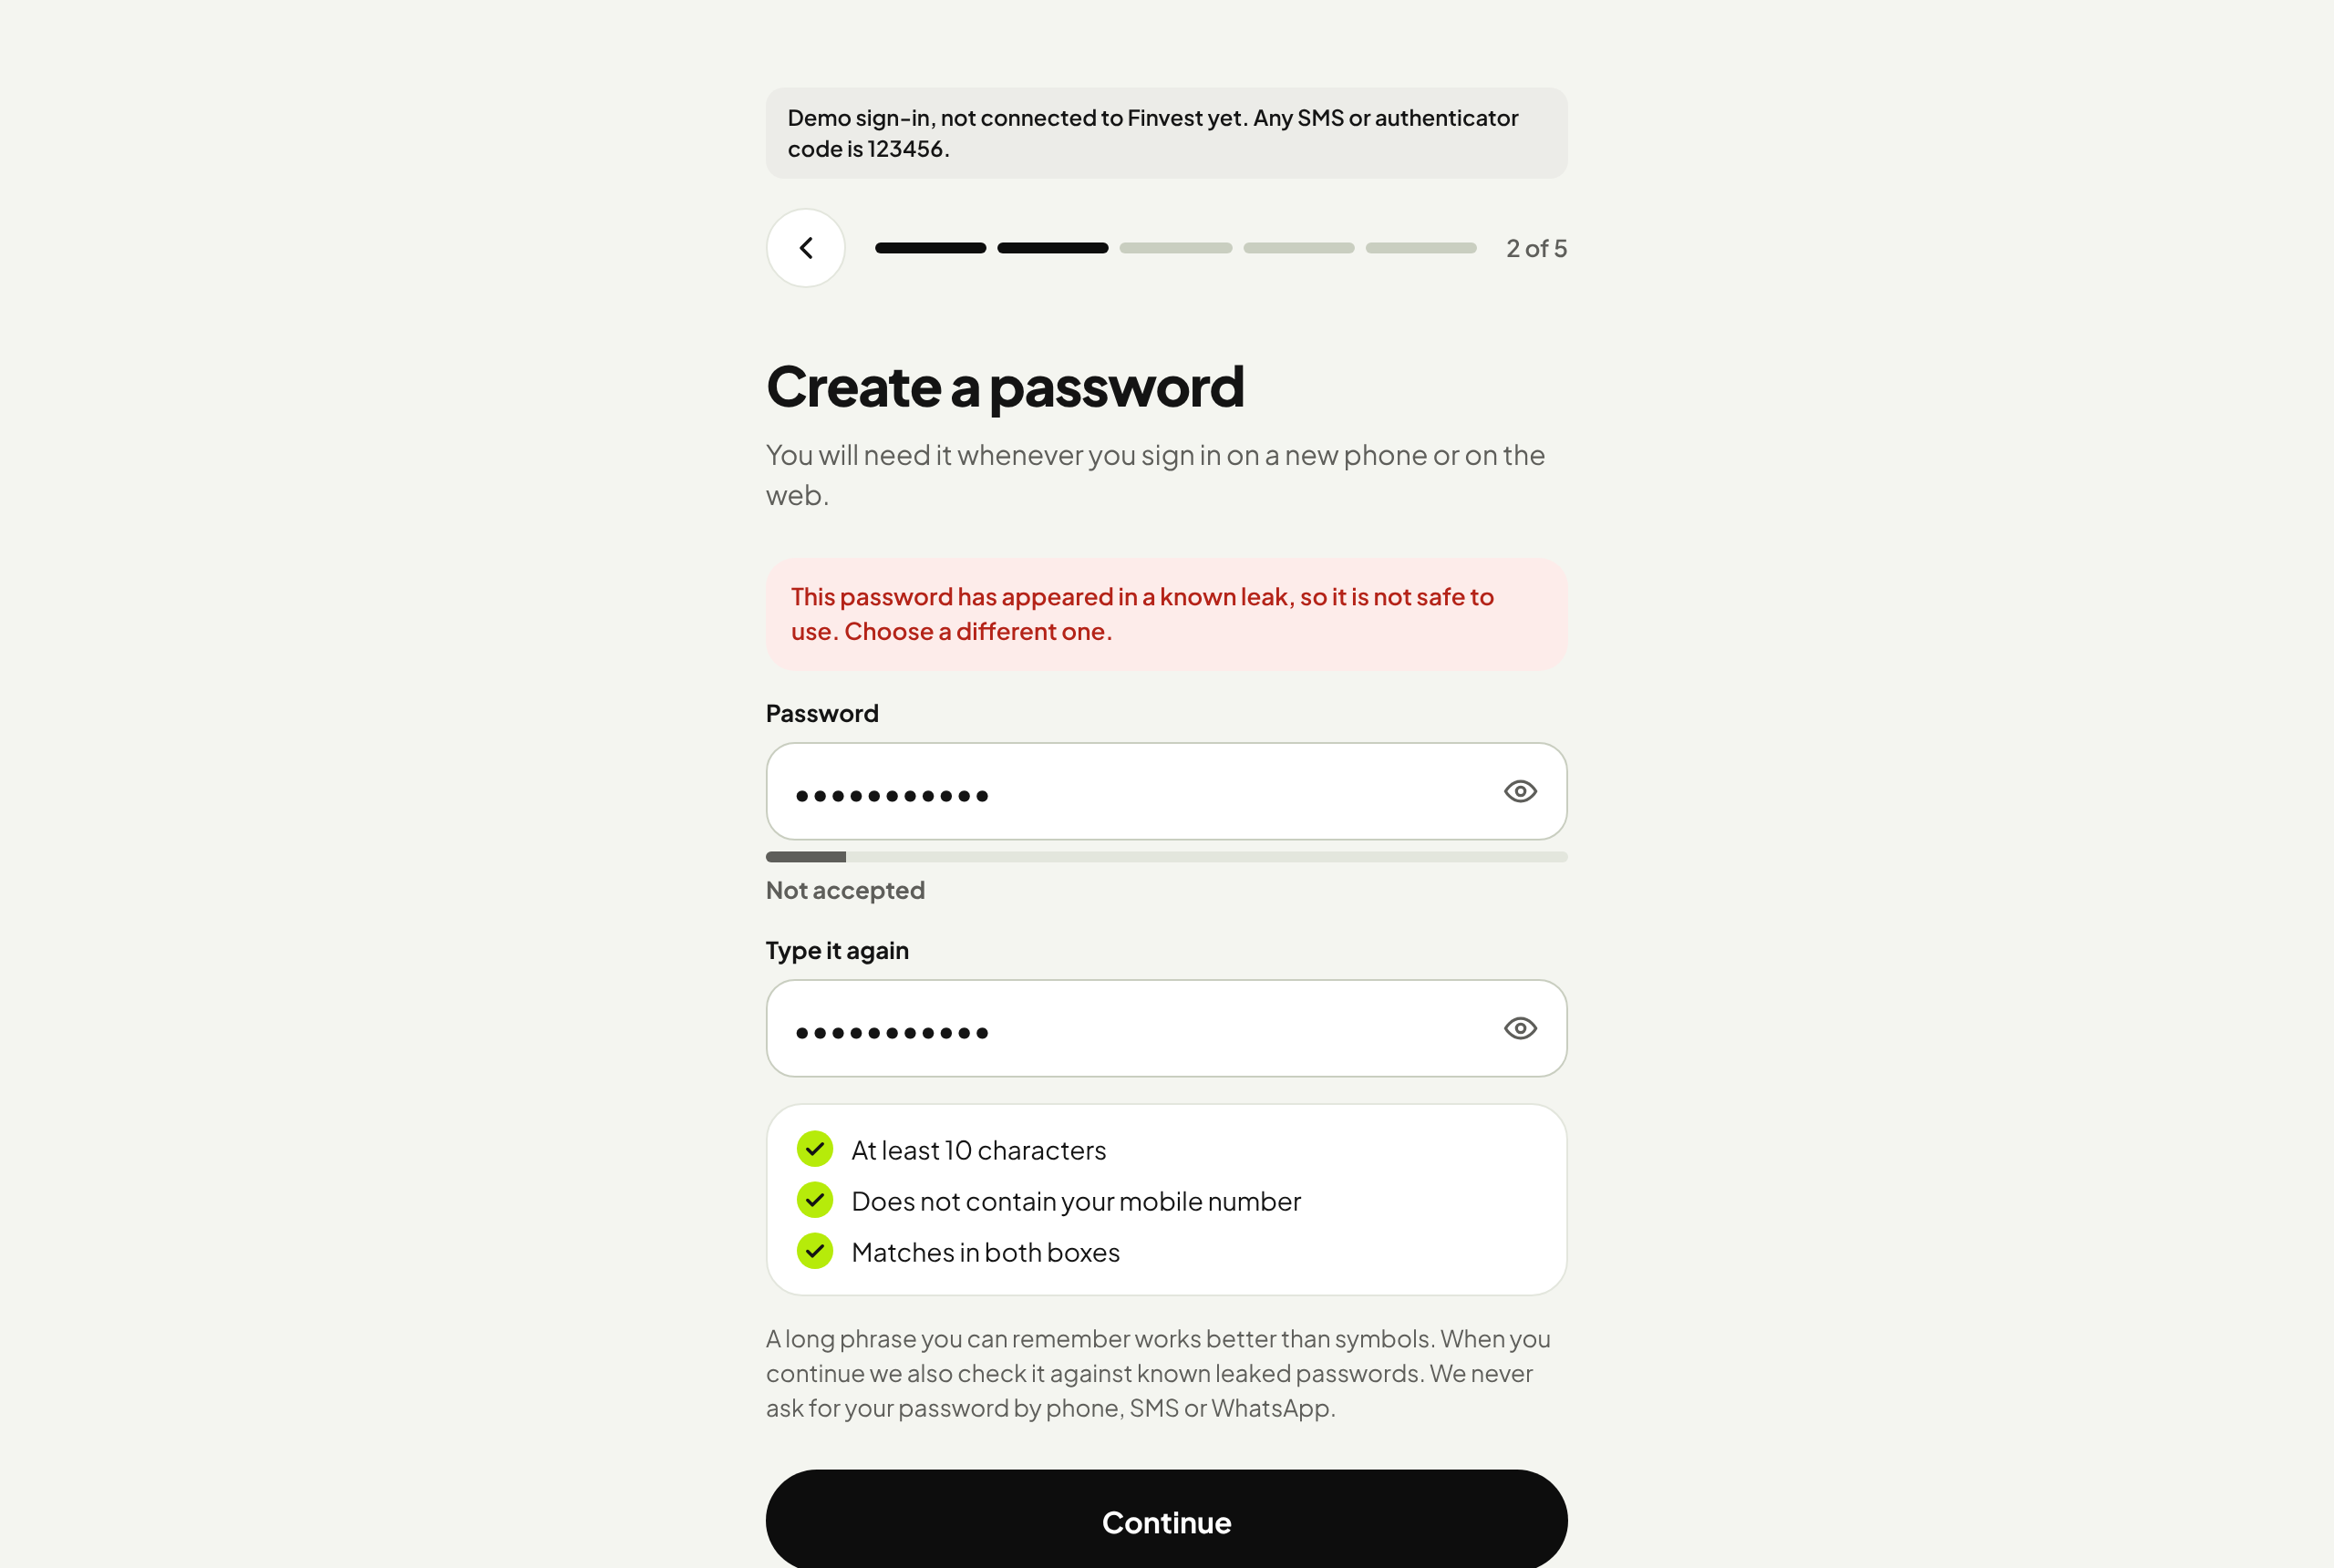 Demo sign-in, not connected to Finvest yet. Any SMS or authenticator
code is 123456.
2 of 5
Create a password
You will need it whenever you sign in on a new phone or on the
web.
This password has appeared in a known leak, so it is not safe to
use. Choose a different one.
Password
Not accepted
Type it again
At least 10 characters
Does not contain your mobile number
Matches in both boxes
A long phrase you can remember works better than symbols. When you
continue we also check it against known leaked passwords. We never
ask for your password by phone, SMS or WhatsApp.
Continue